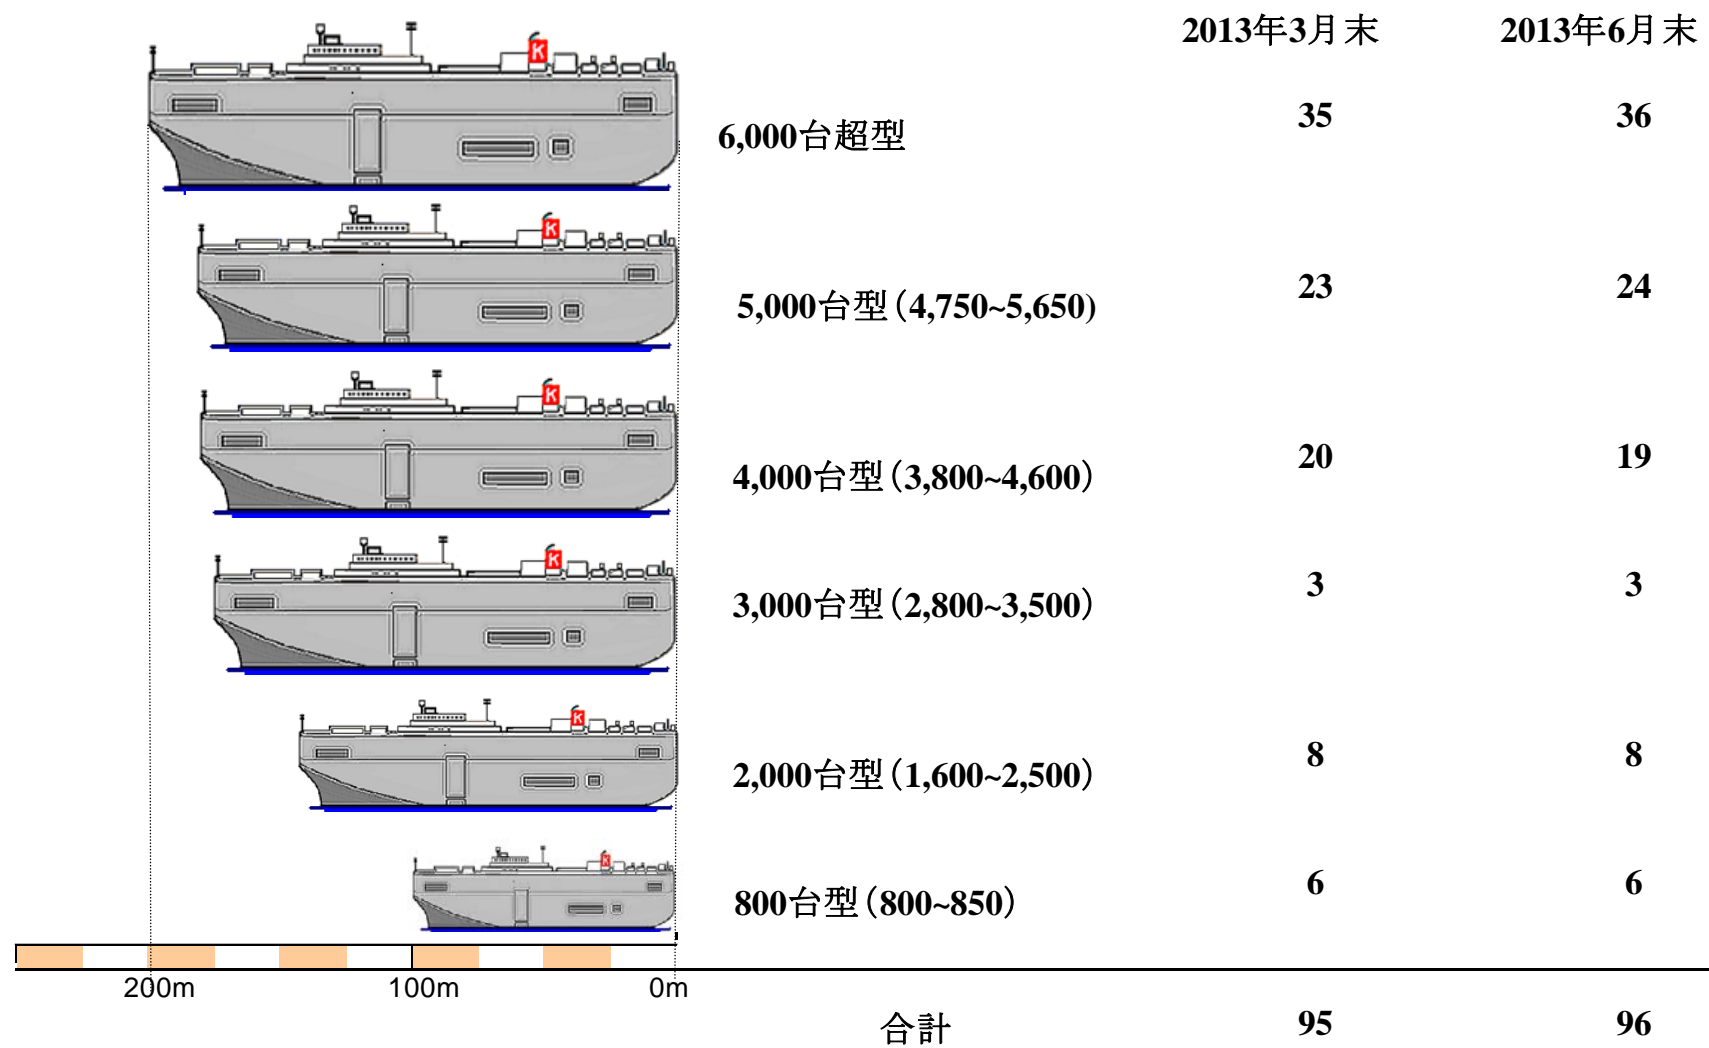 2013年3月末 2013年6月末
K
6,000台超型 35 36
K
5,000台型(4,750~5,650) 23 24
K
4,000台型(3,800~4,600) 20 19
K
3,000台型(2,800~3,500) 3 3
K
2,000台型(1,600~2,500) 8 8
K
800台型(800~850) 6 6
200m 100m 0m
合計 95 96